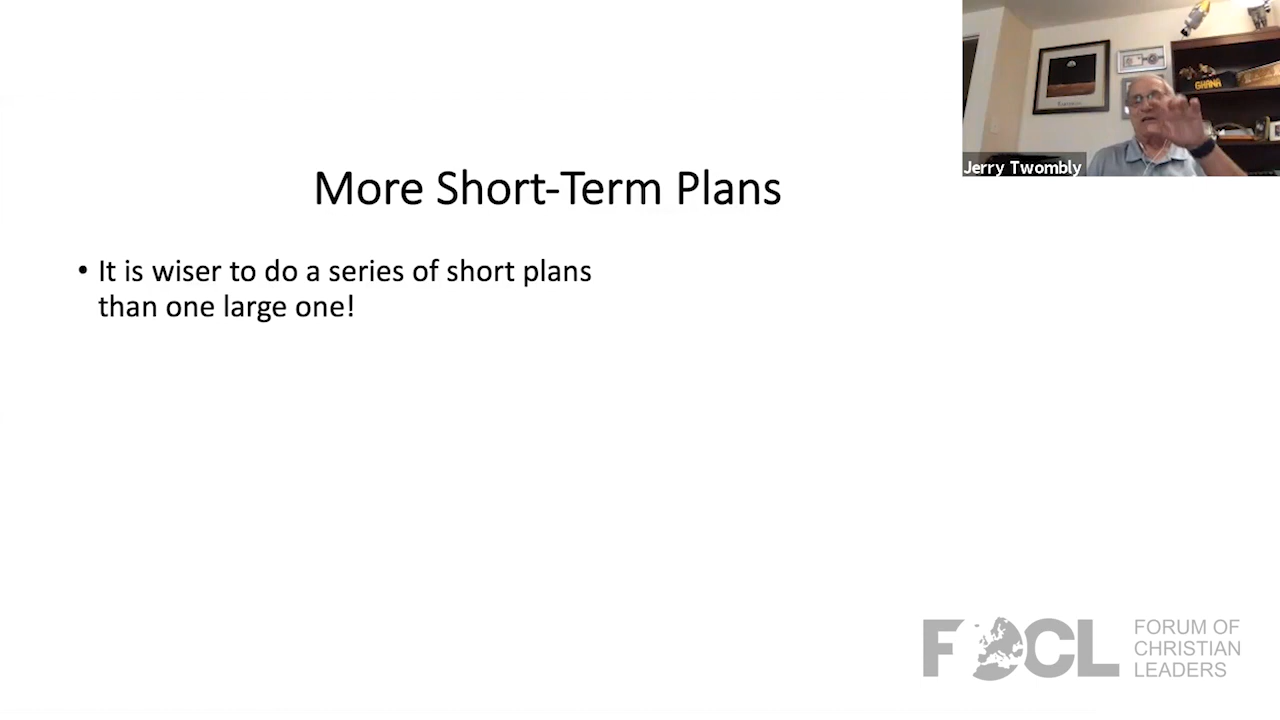 More Short-Term Plans
• It is wiser to do a series of short plans
than one large one!
GHANA
Jerry Twombly
FOCL
FORUM OF
CHRISTIAN
LEADERS